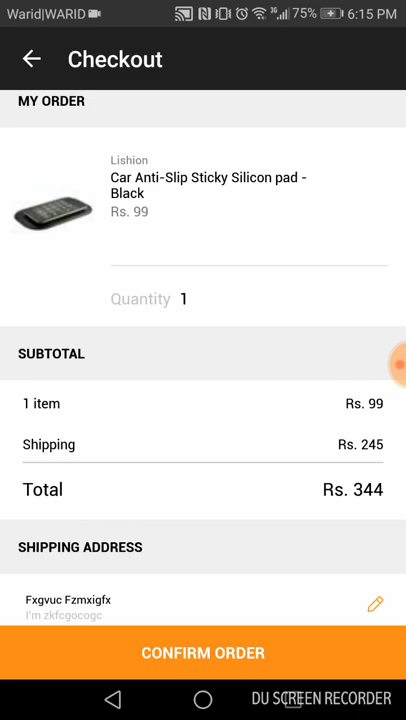 Warid|WARID 3G 75% 6:15 PM
Checkout
MY ORDER
Lishion
Car Anti-Slip Sticky Silicon pad -
Black
Rs. 99
Quantity 1
SUBTOTAL
1 item Rs. 99
Shipping Rs. 245
Total Rs. 344
SHIPPING ADDRESS
Fxgvuc Fzmxigfx
I'm zkfcgocogc
CONFIRM ORDER
DU SCREEN RECORDER